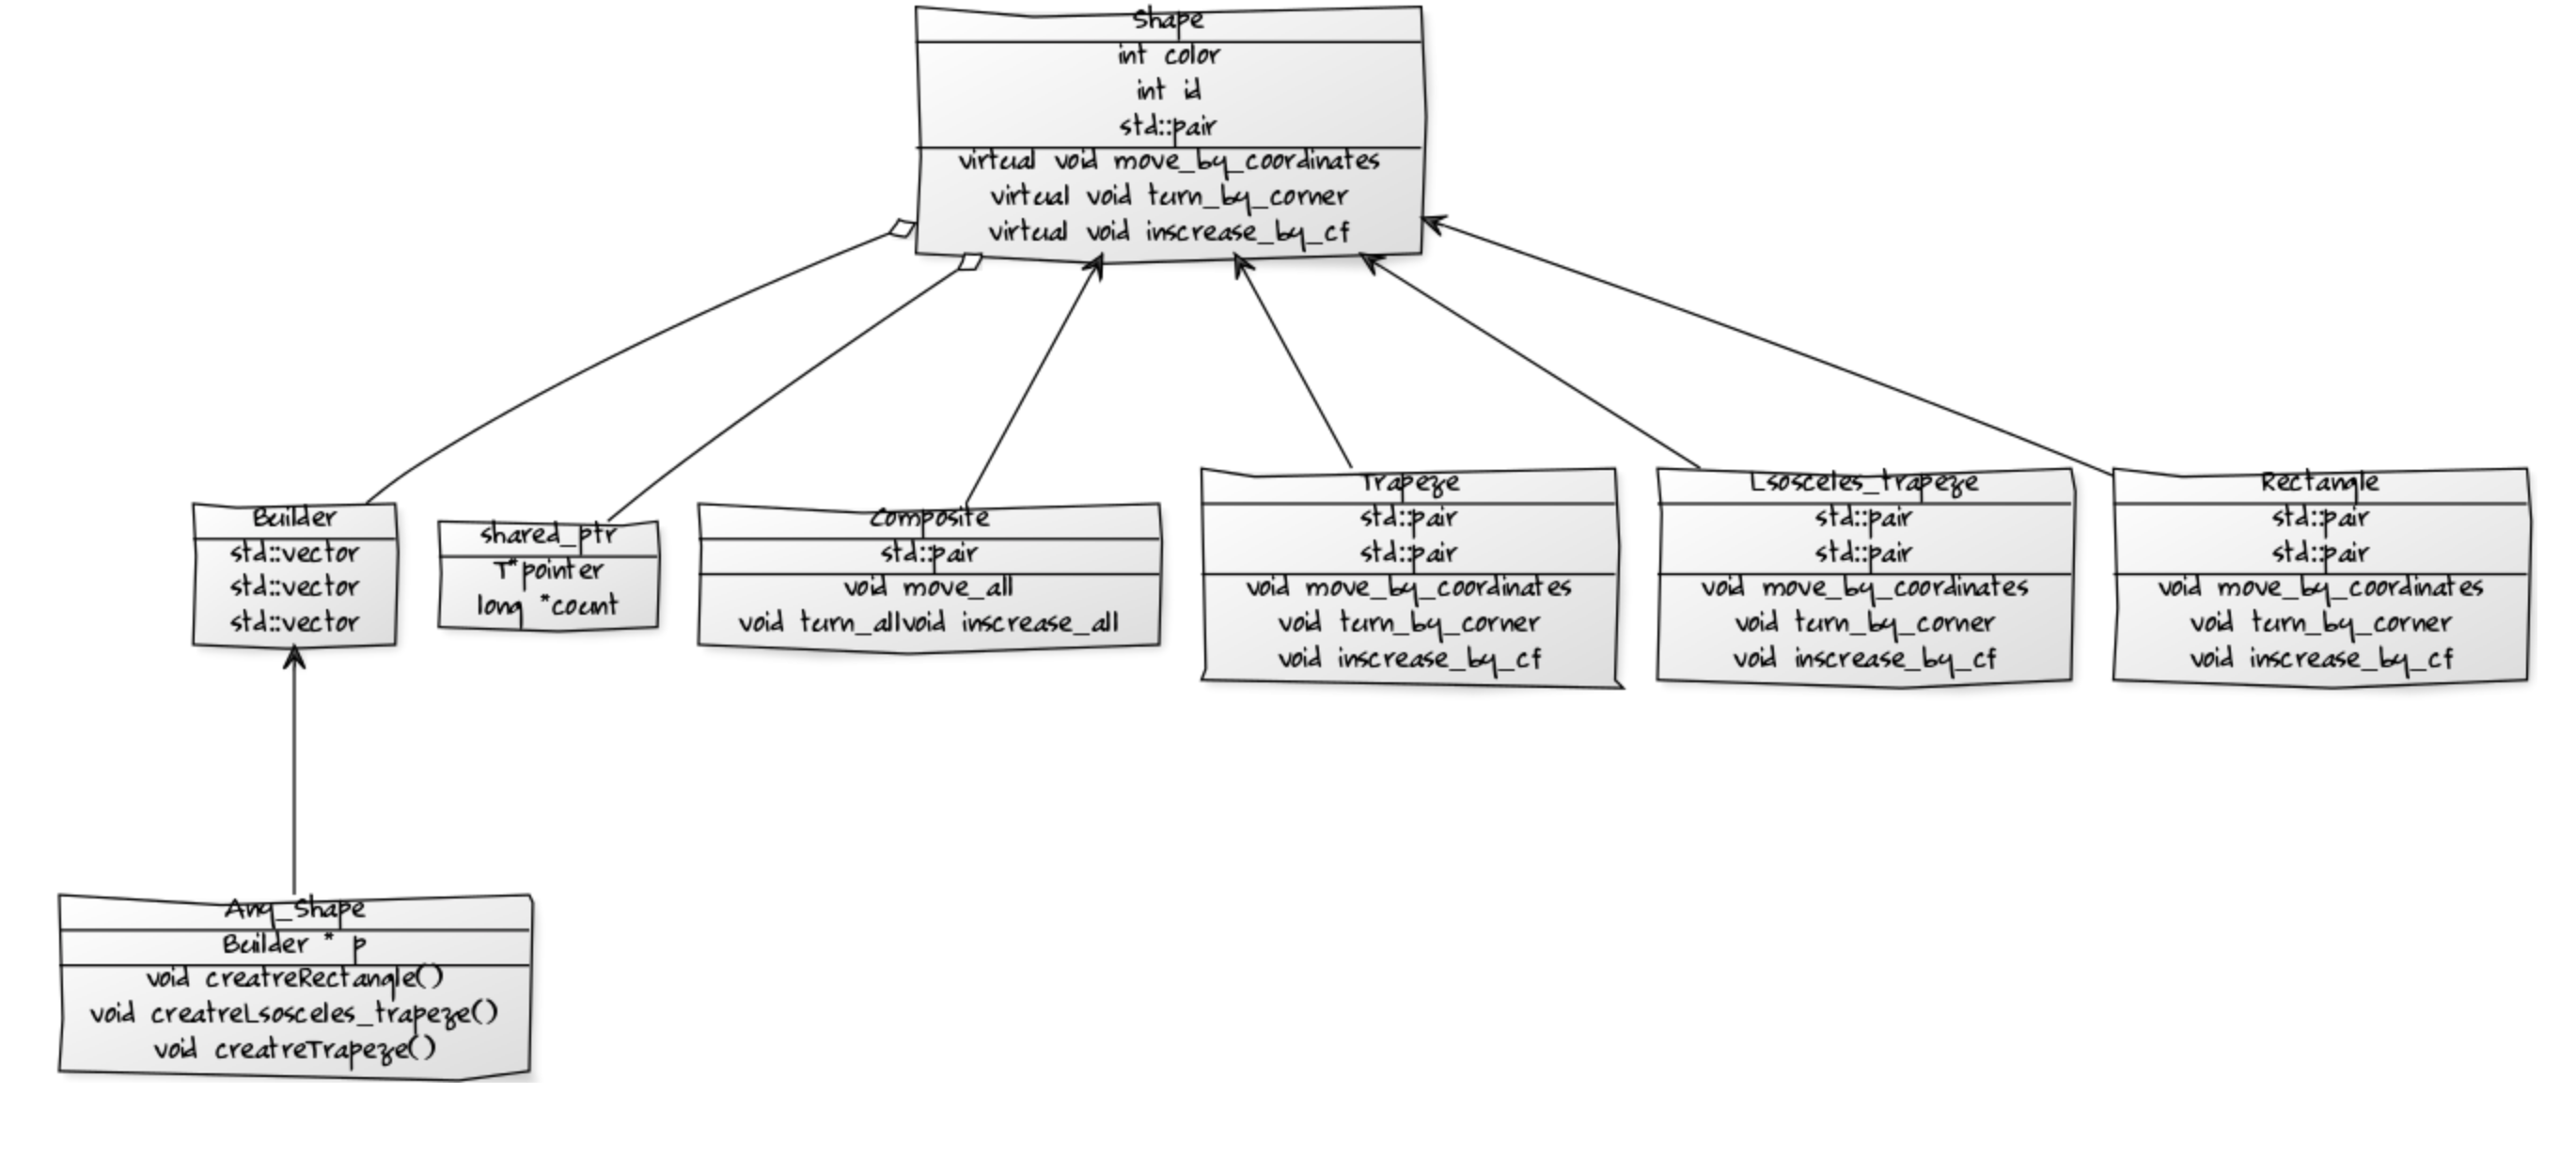 Shape
int color
int id
std::pair
virtual void move_by_coordinates
virtual void turn_by_corner
virtual void inscrease_by_cf
Builder
std::vector
std::vector
std::vector
shared_ptr
T*pointer
long *count
Composite
std::pair
void move_all
void turn_allvoid inscrease_all
Trapeze
std::pair
std::pair
void move_by_coordinates
void turn_by_corner
void inscrease_by_cf
Lsosceles_trapeze
std::pair
std::pair
void move_by_coordinates
void turn_by_corner
void inscrease_by_cf
Rectangle
std::pair
std::pair
void move_by_coordinates
void turn_by_corner
void inscrease_by_cf
Any_Shape
Builder * p
void creatreRectangle()
void creatreLsosceles_trapeze()
void creatreTrapeze()